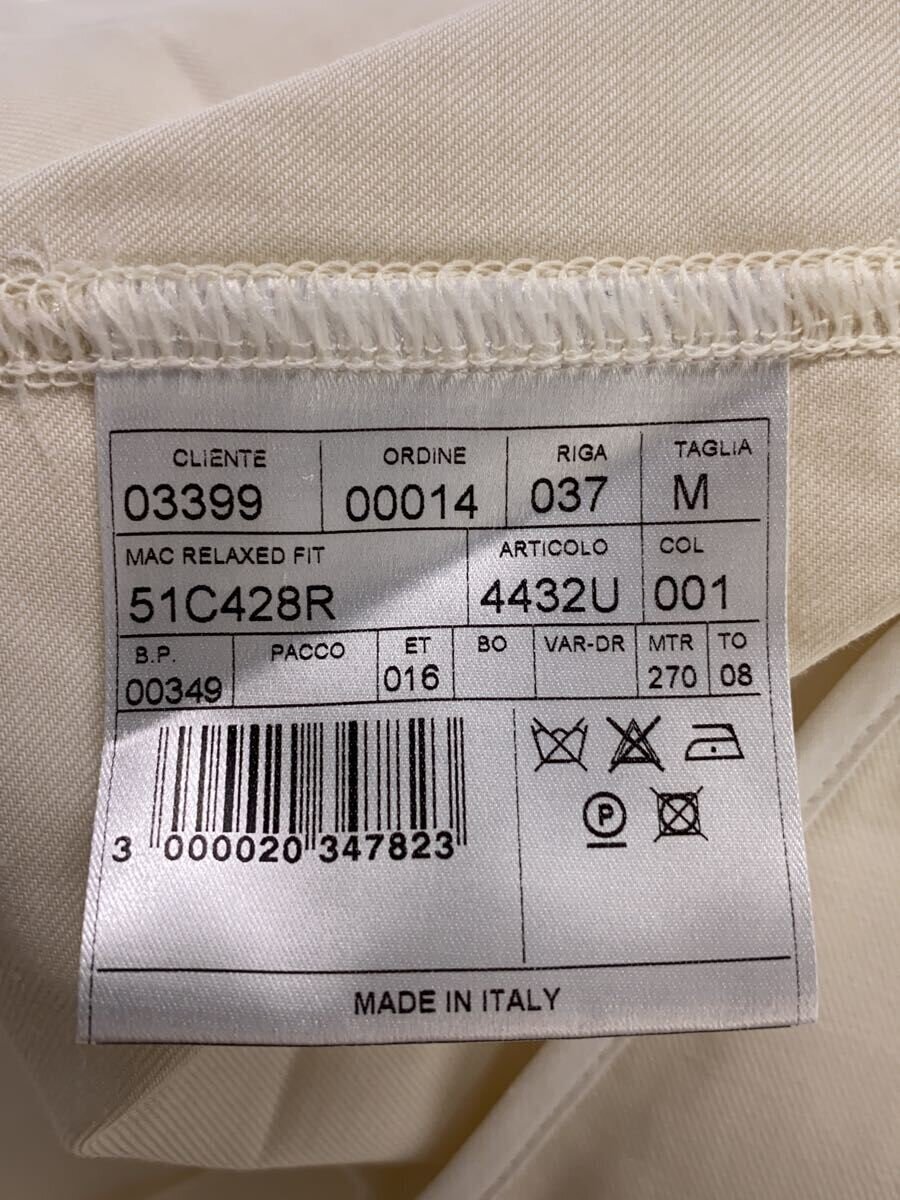 CLIENTE ORDINE RIGA TAGLIA
03399 00014 037 M
MAC RELAXED FIT ARTICOLO COL
51C428R 4432U 001
B.P. PACCO ET BO VAR-DR MTR TO
00349 016 270 08
P
3 000020 347823
MADE IN ITALY